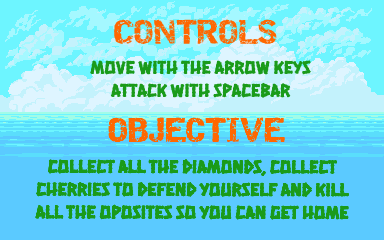 CONTROLS
MOVE WITH THE ARROW KEYS
ATTACK WITH SPACEBAR
OBJECTIVE
COLLECT ALL THE DIAMONDS, COLLECT
CHERRIES TO DEFEND YOURSELF AND KILL
ALL THE OPOSITES SO YOU CAN GET HOME